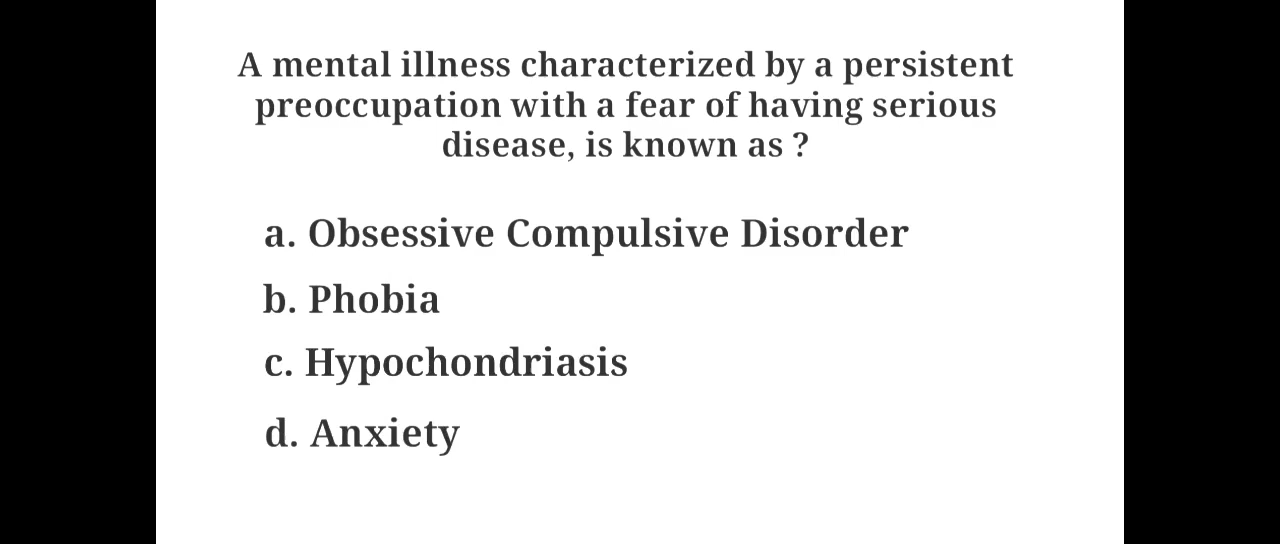 A mental illness characterized by a persistent
preoccupation with a fear of having serious
disease, is known as ?
a. Obsessive Compulsive Disorder
b. Phobia
c. Hypochondriasis
d. Anxiety